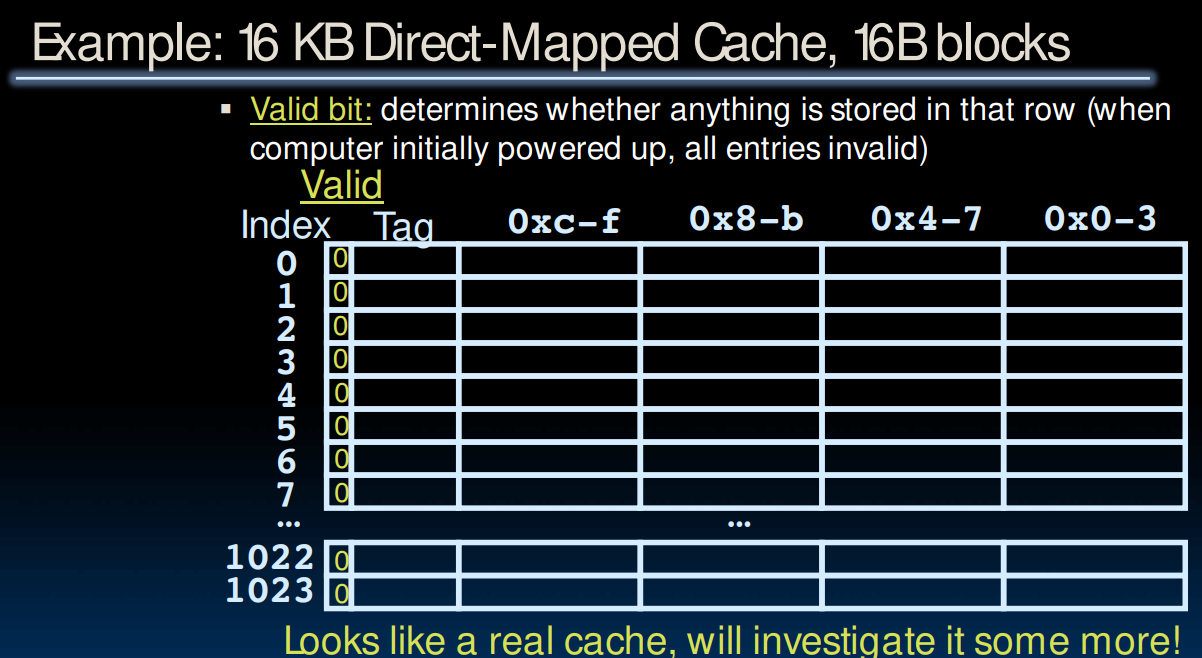 Example: 16 KB Direct-Mapped Cache, 16B blocks
▪ Valid bit: determines whether anything is stored in that row (when
computer initially powered up, all entries invalid)
Valid
Index Tag 0xc-f 0x8-b 0x4-7 0x0-3
0 0
1 0
2 0
3 0
4 0
5 0
6 0
7 0
... ...
1022 0
1023 0
Looks like a real cache, will investigate it some more!